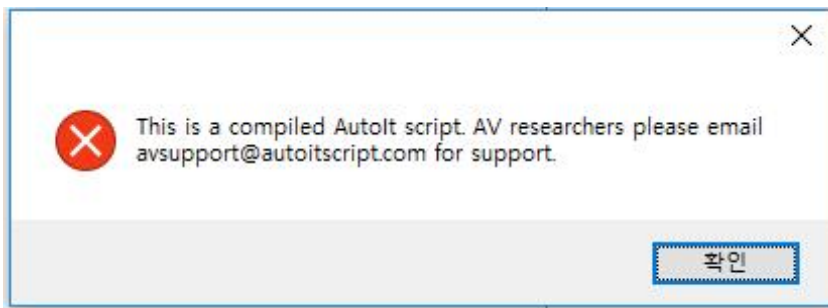 This is a compiled AutoIt script. AV researchers please email
avsupport@autoitscript.com for support.
확인